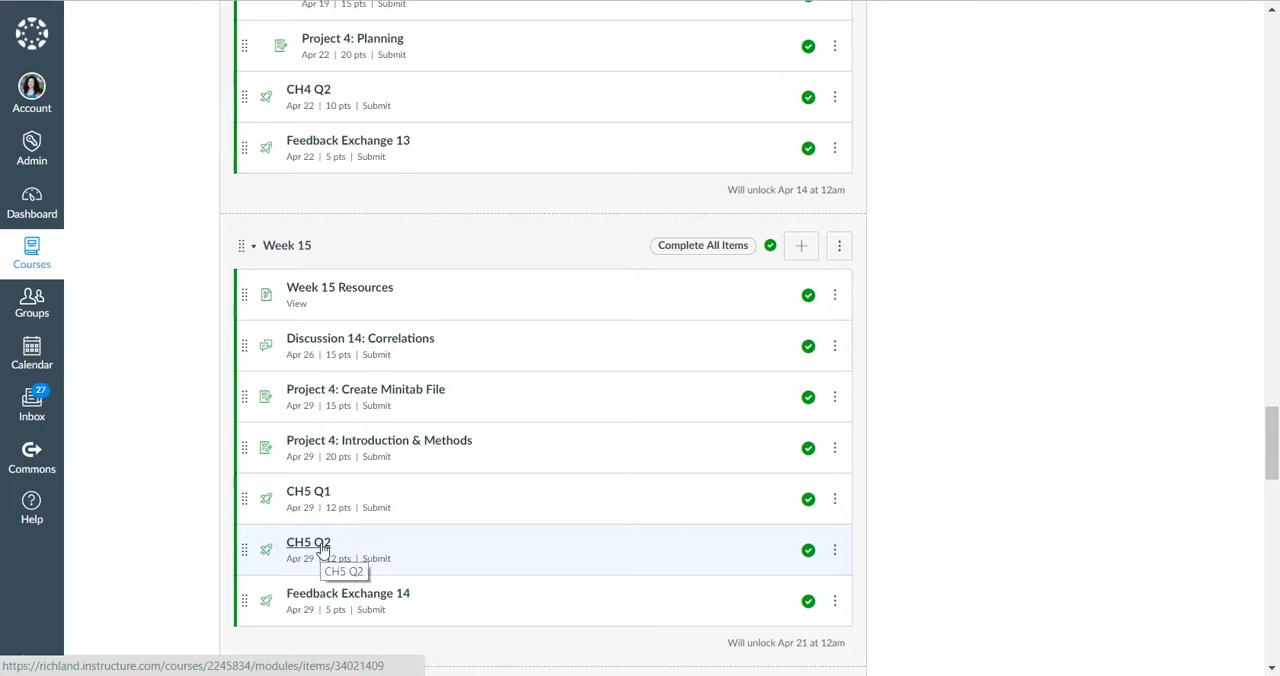 Apr 19 | 15 pts | Submit
Project 4: Planning
Apr 22 | 20 pts | Submit
CH4 Q2
Apr 22 | 10 pts | Submit
Feedback Exchange 13
Apr 22 | 5 pts | Submit
Will unlock Apr 14 at 12am
Week 15
Complete All Items
Week 15 Resources
View
Discussion 14: Correlations
Apr 26 | 15 pts | Submit
Project 4: Create Minitab File
Apr 29 | 15 pts | Submit
Project 4: Introduction & Methods
Apr 29 | 20 pts | Submit
CH5 Q1
Apr 29 | 12 pts | Submit
CH5 Q2
Apr 29 | 12 pts | Submit
CH5 Q2
Feedback Exchange 14
Apr 29 | 5 pts | Submit
Will unlock Apr 21 at 12am
Account
Admin
Dashboard
Courses
Groups
Calendar
27
Inbox
Commons
Help
https://richland.instructure.com/courses/2245834/modules/items/34021409